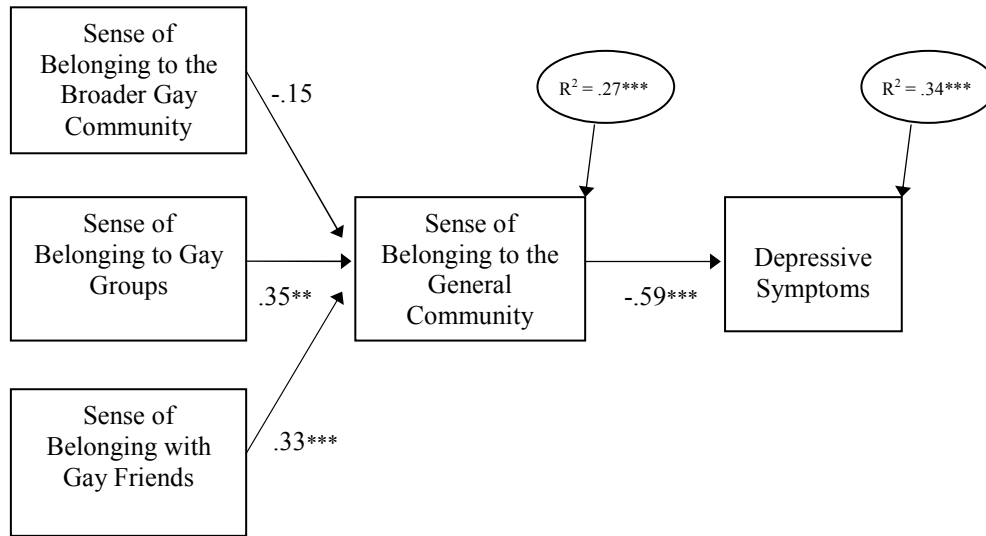 Sense of
Belonging to the
Broader Gay
Community
-.15
R² = .27***
R² = .34***
Sense of
Belonging to Gay
Groups
.35**
Sense of
Belonging to the
General
Community
-.59***
Depressive
Symptoms
Sense of
Belonging with
Gay Friends
.33***